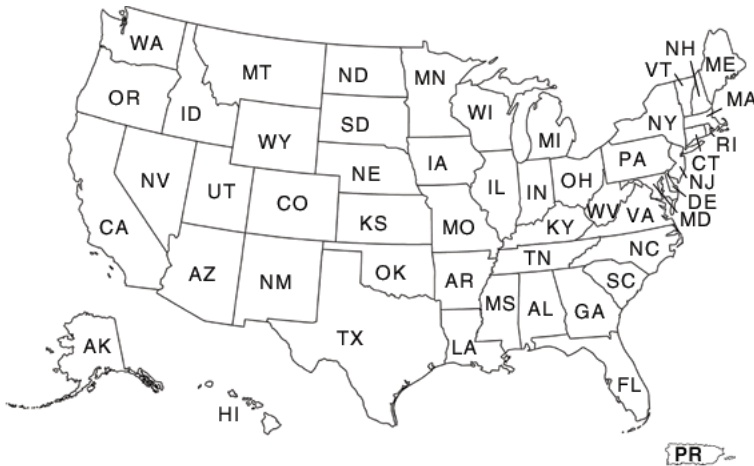 WA
MT
ND
MN
VT
NH
ME
OR
ID
WY
SD
WI
MI
NY
MA
RI
CT
NV
UT
CO
NE
IA
IL
IN
OH
PA
NJ
DE
MD
CA
AZ
NM
KS
MO
KY
WV
VA
OK
AR
TN
NC
SC
TX
LA
MS
AL
GA
FL
AK
HI
PR